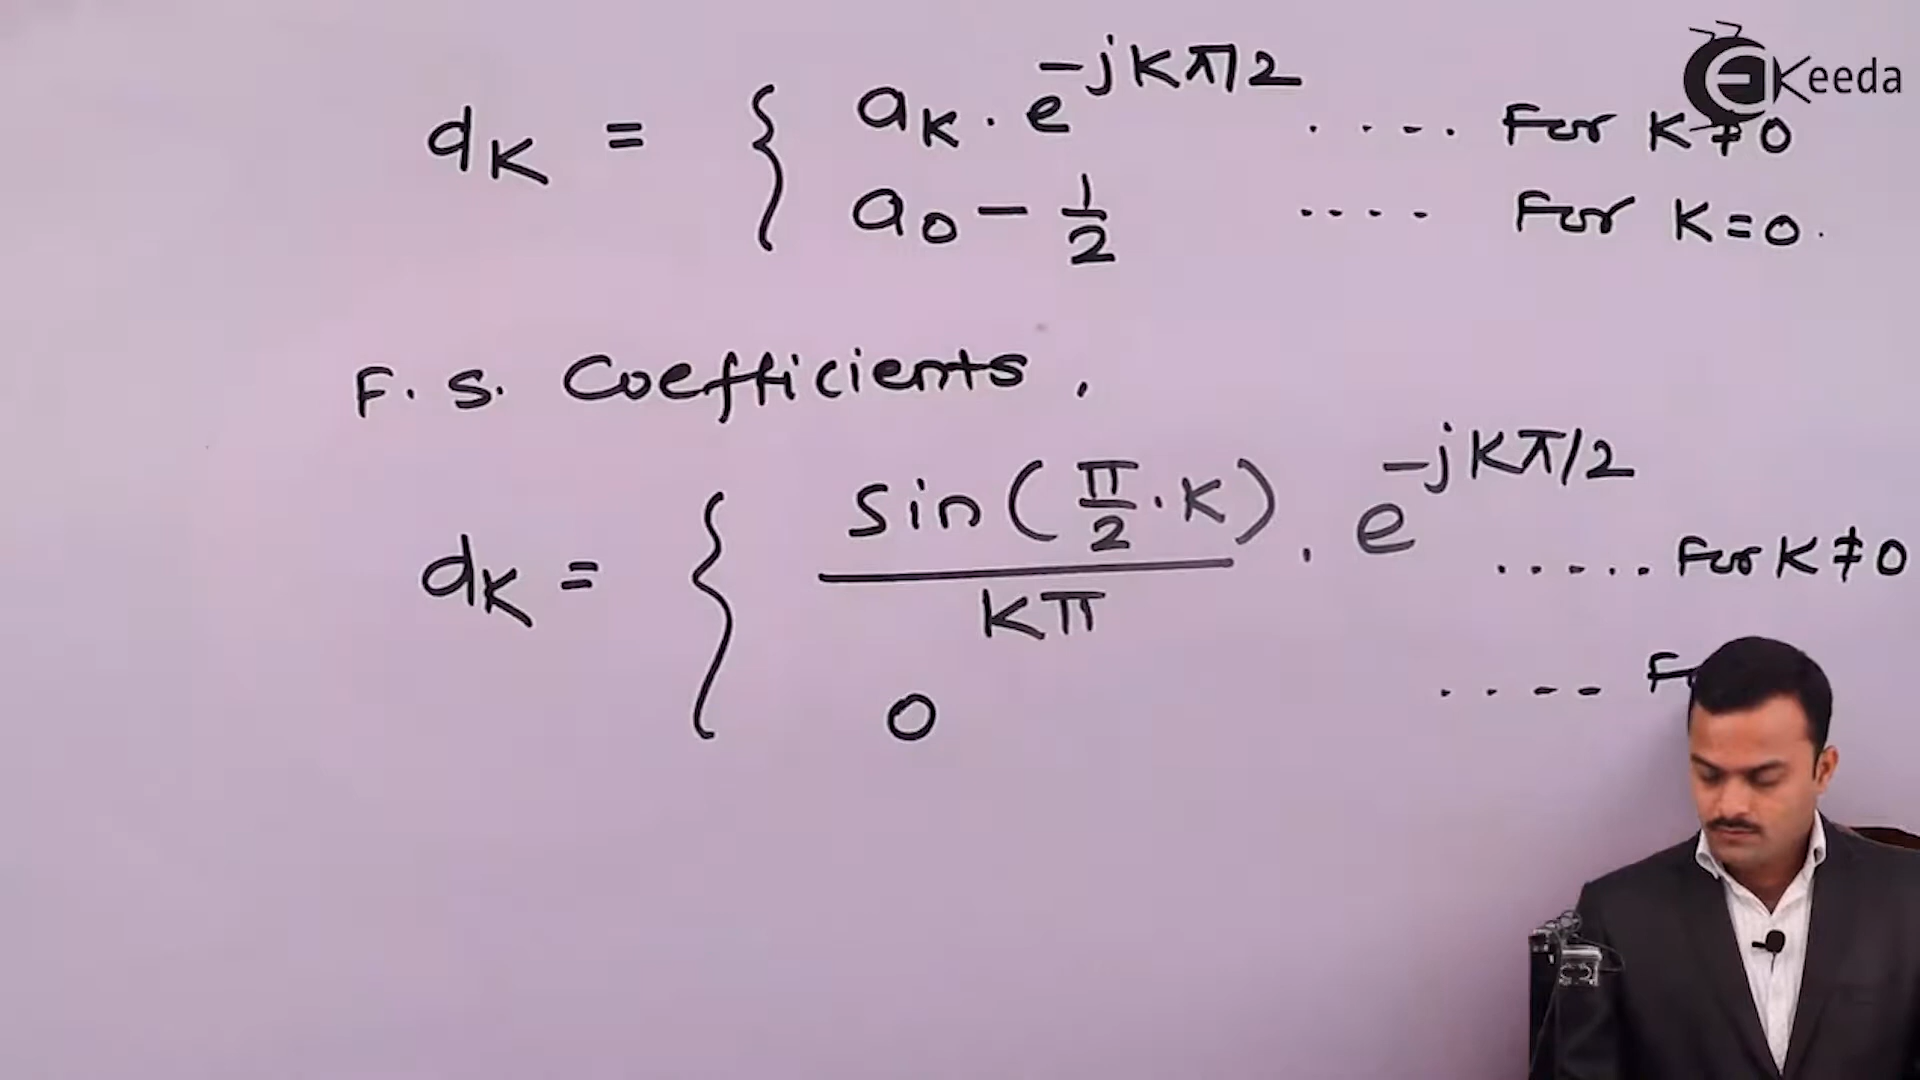 EKeeda
dK = { aK . e^-jKπ/2 .... For K ≠ 0
a0 - 1/2 .... For K = 0.
F. S. Coefficients,
dK = { sin(π/2 . K) / Kπ . e^-jKπ/2 ..... For K ≠ 0
0 ....